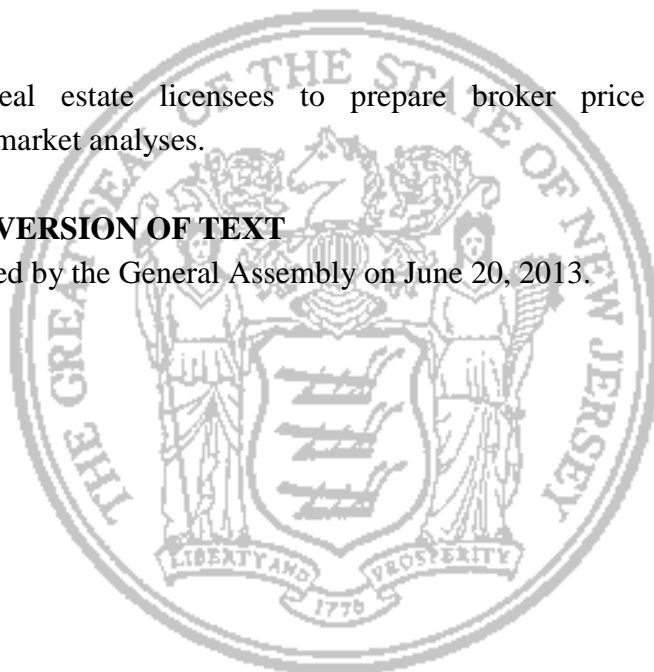 eal estate licensees to prepare broker price
market analyses.
VERSION OF TEXT
ed by the General Assembly on June 20, 2013.
THE GREAT SEAL OF THE STATE OF NEW JERSEY
LIBERTY AND PROSPERITY
1776